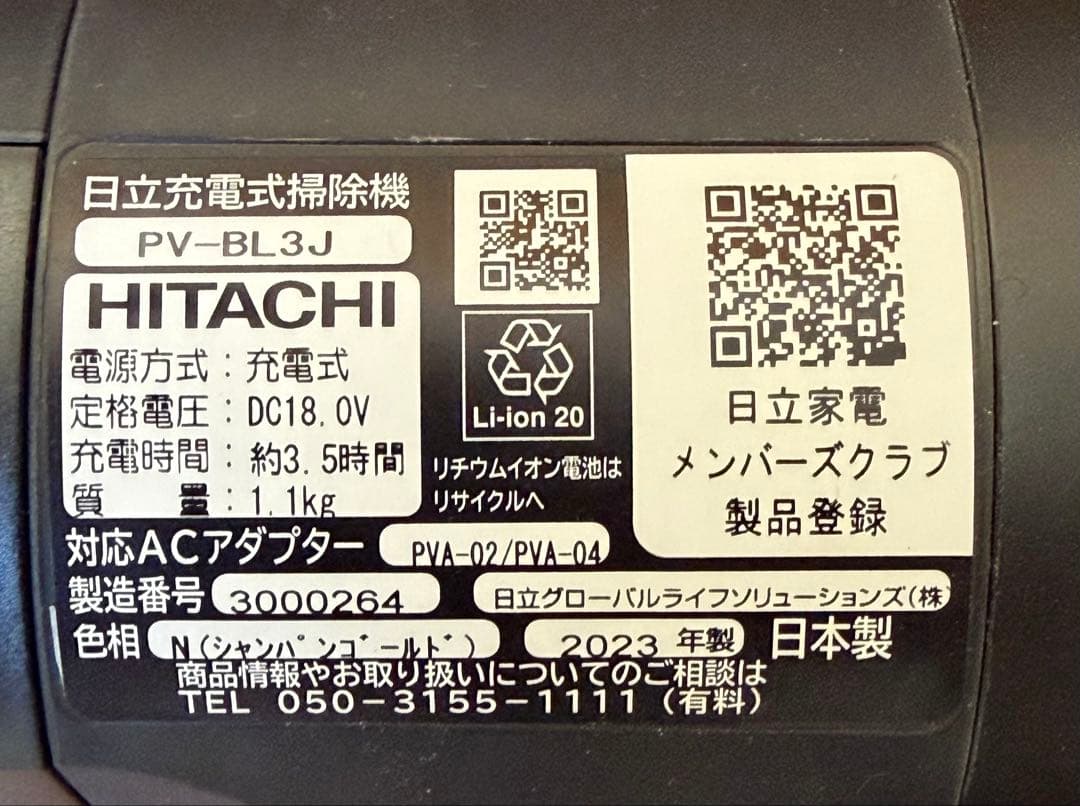 日立充電式掃除機
PV-BL3J
HITACHI
電源方式：充電式
定格電圧：DC18.0V
充電時間：約3.5時間
質　　量：1.1kg
Li-ion 20
リチウムイオン電池は
リサイクルへ
日立家電
メンバーズクラブ
製品登録
対応ACアダプター PVA-02/PVA-04
製造番号 3000264 日立グローバルライフソリューションズ(株)
色相 N(シャンパンゴールド) 2023 年製 日本製
商品情報やお取り扱いについてのご相談は
TEL 050-3155-1111（有料）